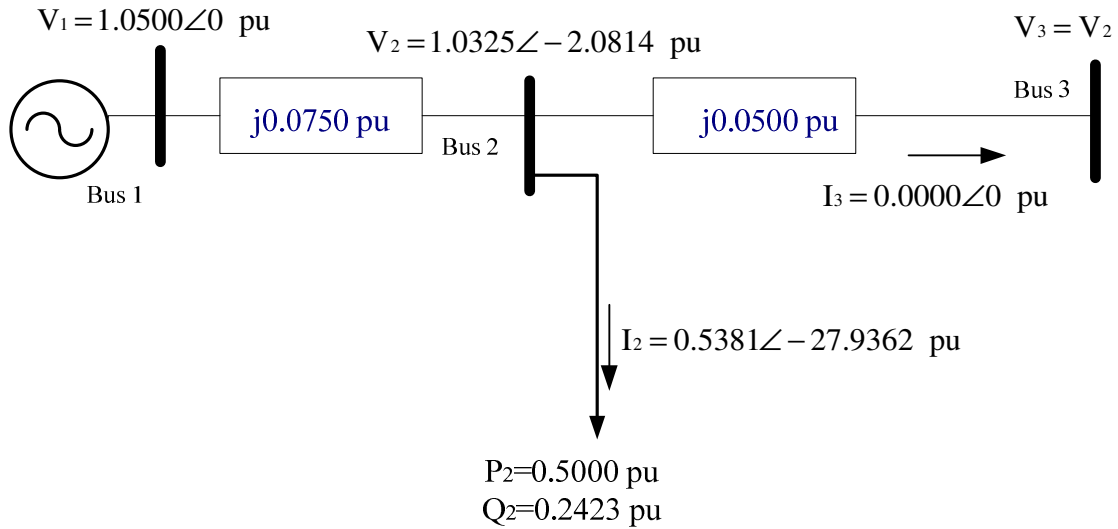 V1=1.0500∠0 pu
V2=1.0325∠−2.0814 pu
V3=V2
j0.0750 pu
j0.0500 pu
Bus 1
Bus 2
Bus 3
I3=0.0000∠0 pu
I2=0.5381∠−27.9362 pu
P2=0.5000 pu
Q2=0.2423 pu